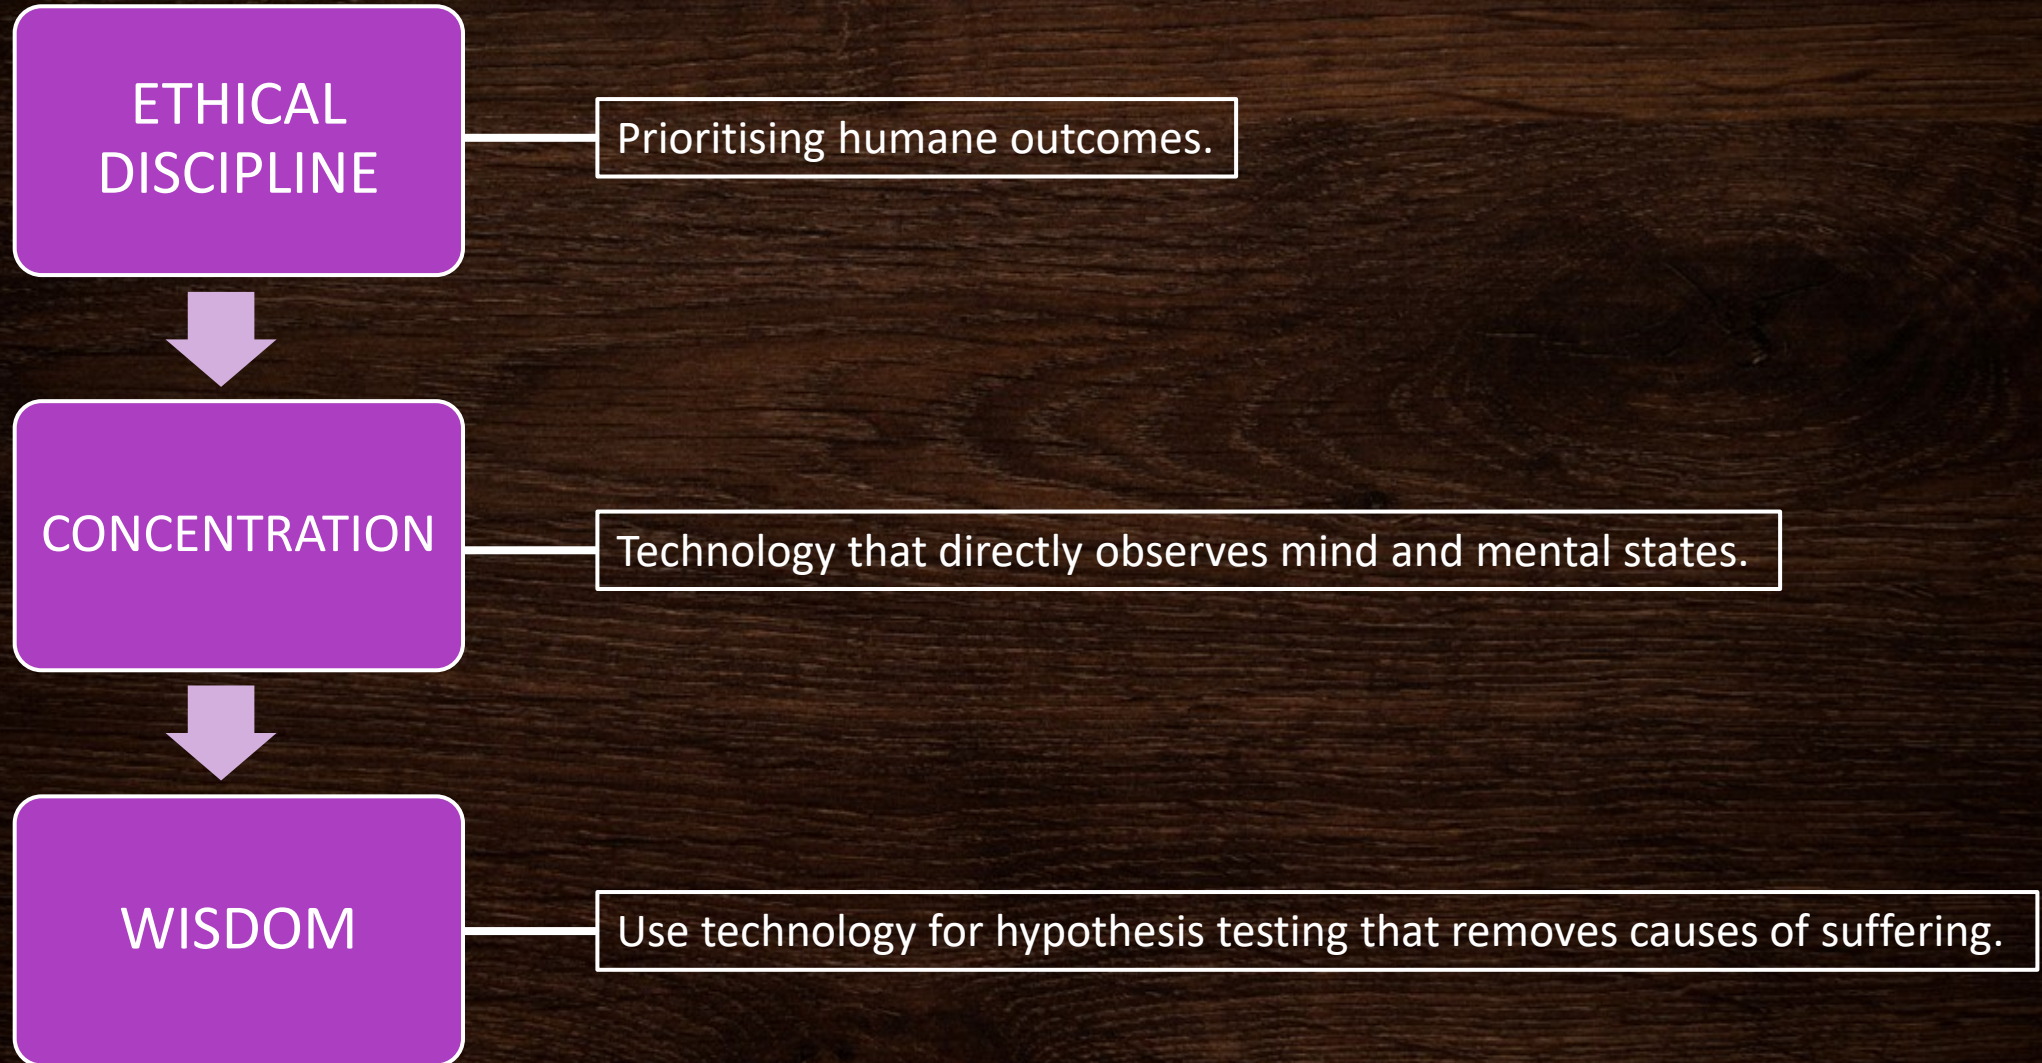 ETHICAL
DISCIPLINE
Prioritising humane outcomes.
CONCENTRATION
Technology that directly observes mind and mental states.
WISDOM
Use technology for hypothesis testing that removes causes of suffering.